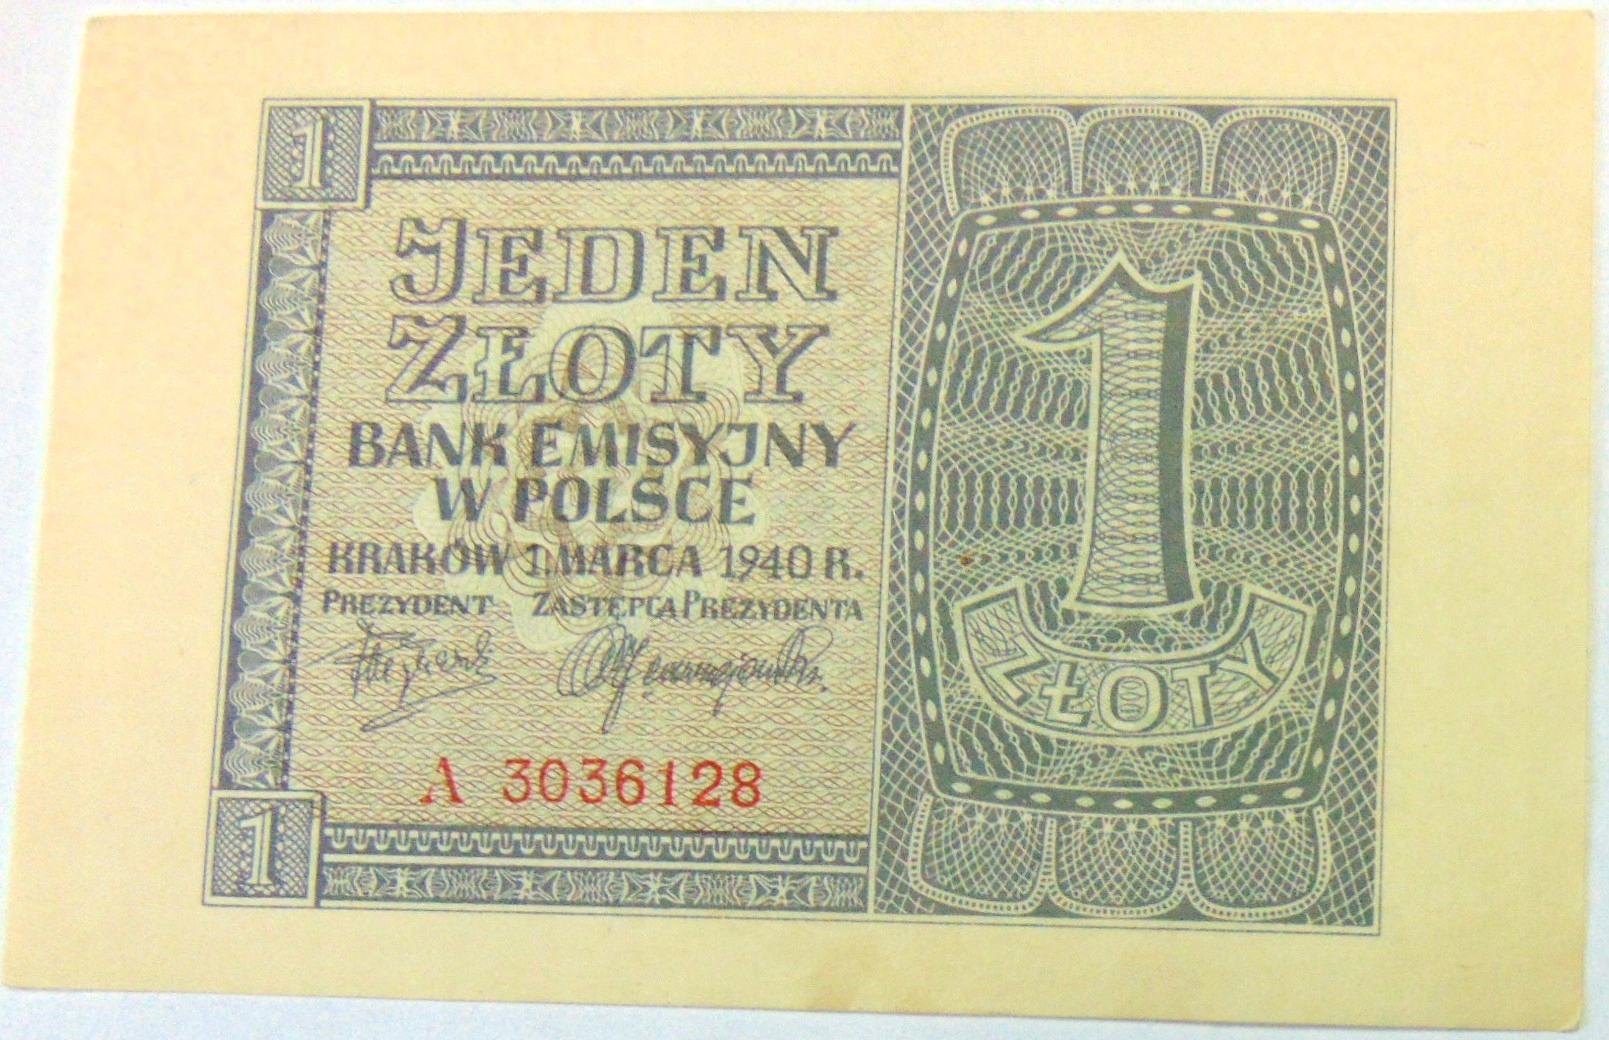 1
JEDEN
ZŁOTY
BANK EMISYJNY
W POLSCE
KRAKÓW 1. MARCA 1940 R.
PREZYDENT ZASTĘPCA PREZYDENTA
A 3036128
1
1
ZŁOTY